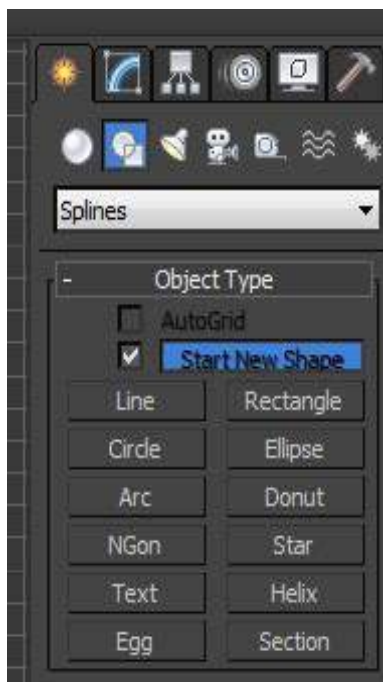 Splines
- Object Type
AutoGrid
Start New Shape
Line Rectangle
Circle Ellipse
Arc Donut
NGon Star
Text Helix
Egg Section